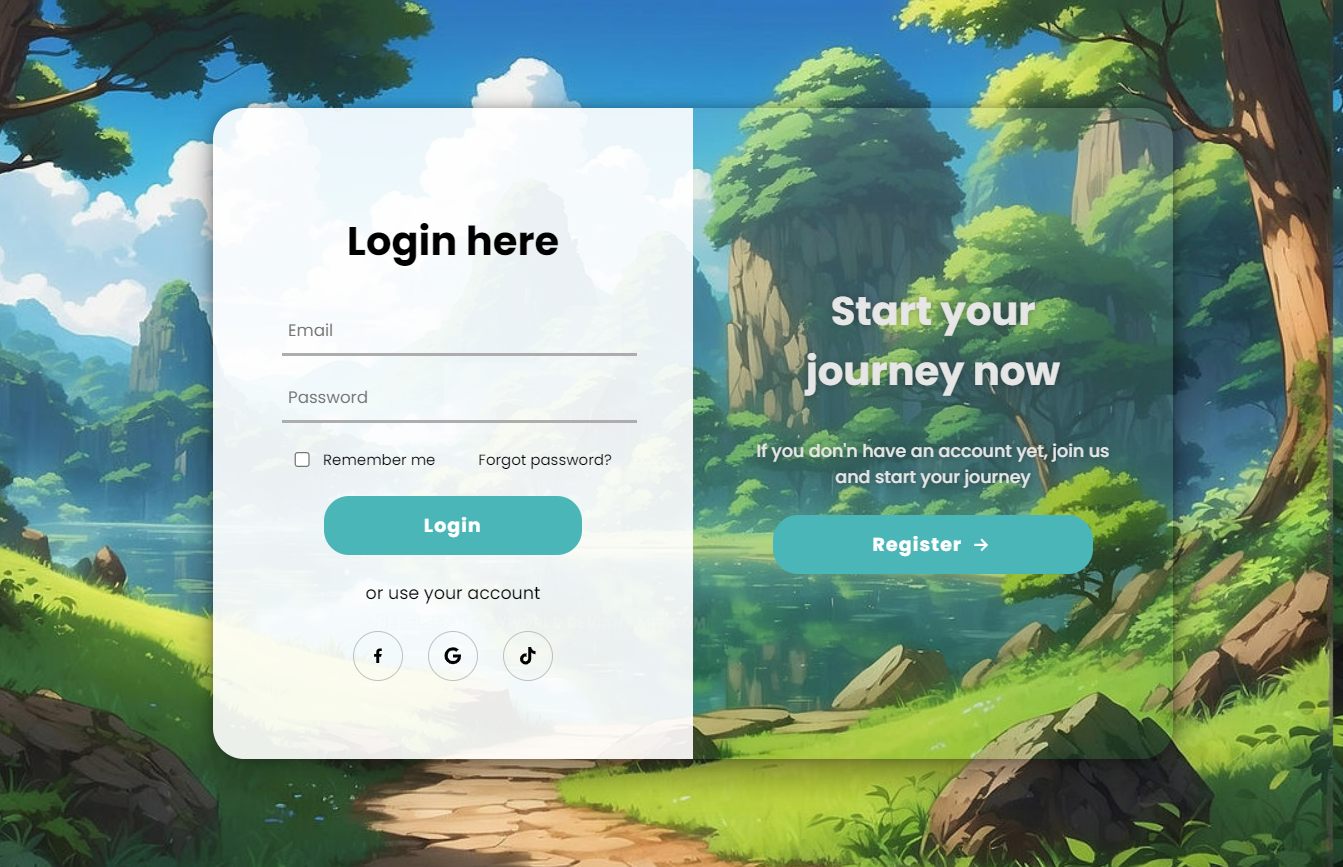 Login here
Email
Password
Remember me
Forgot password?
Login
or use your account
Start your
journey now
If you don'n have an account yet, join us
and start your journey
Register →